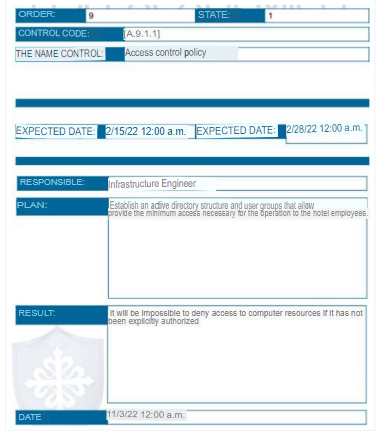 ORDER: 9 STATE: 1
CONTROL CODE: [A.9.1.1]
THE NAME CONTROL: Access control policy
EXPECTED DATE: 2/15/22 12:00 a.m. EXPECTED DATE: 2/28/22 12:00 a.m.
RESPONSIBLE: Infrastructure Engineer
PLAN: Establish an active directory structure and user groups that allow
provide the minimum access necessary for the operation to the hotel employees.
RESULT: It will be impossible to deny access to computer resources if it has not
been explicitly authorized
DATE 11/3/22 12:00 a.m.